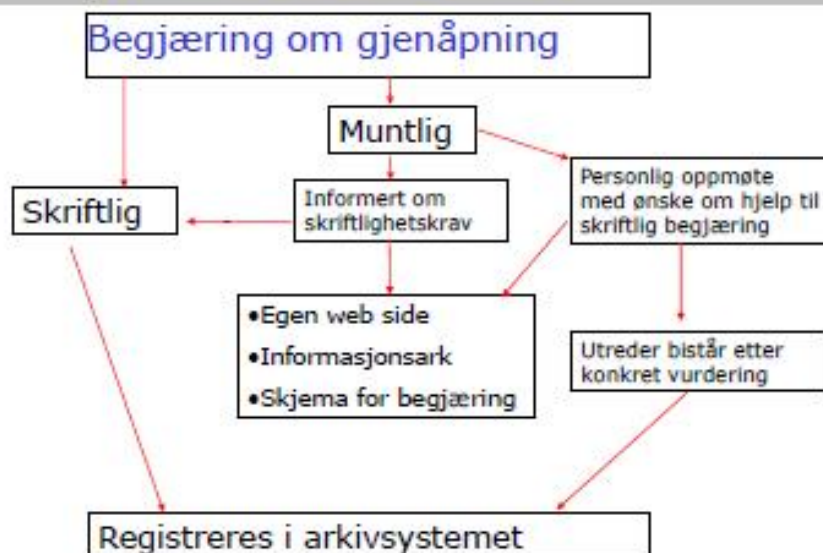 Begjæring om gjenåpning
Muntlig
Skriftlig
Informert om
skriftlighetskrav
Personlig oppmøte
med ønske om hjelp til
skriftlig begjæring
•Egen web side
•Informasjonsark
•Skjema for begjæring
Utreder bistår etter
konkret vurdering
Registreres i arkivsystemet